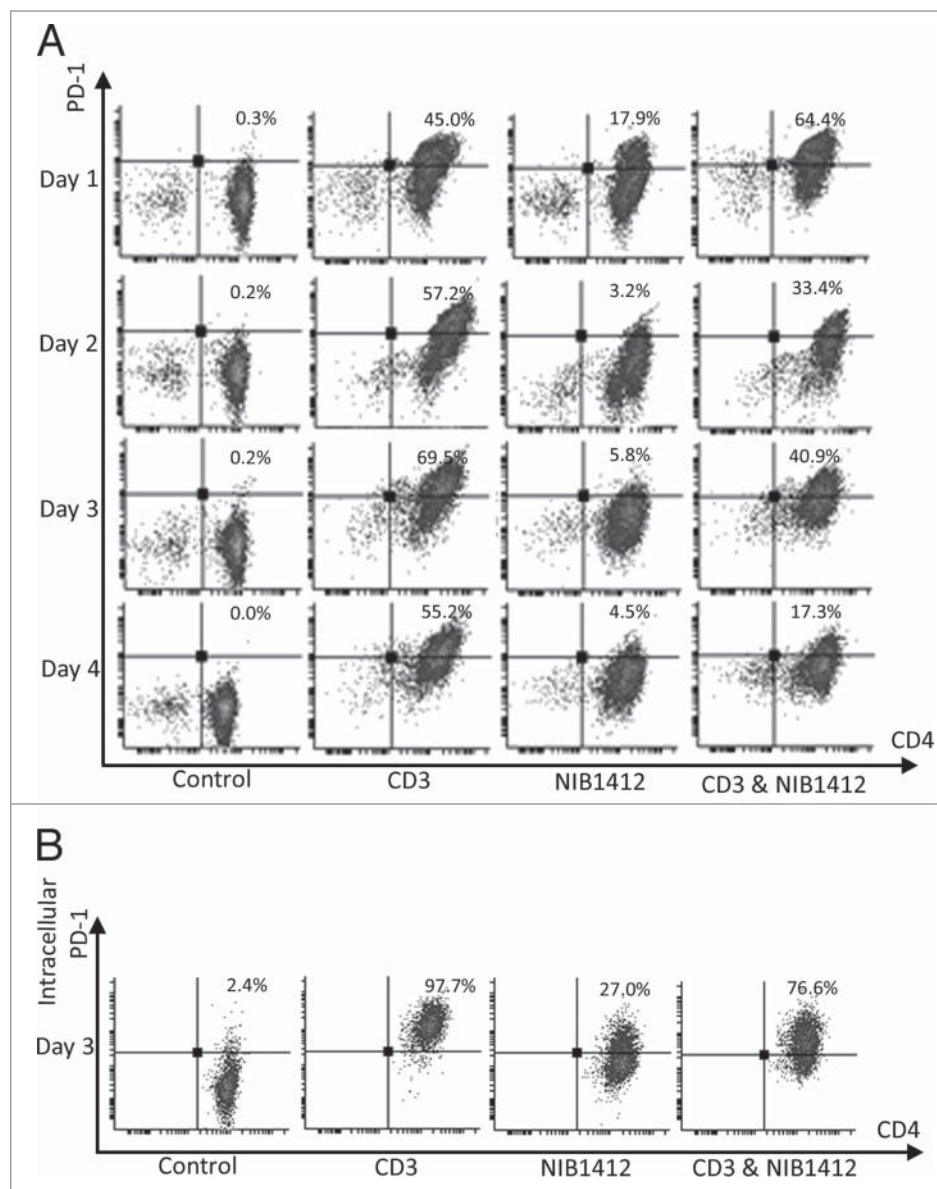 A
PD-1
Day 1
0.3%
45.0%
17.9%
64.4%
Day 2
0.2%
57.2%
3.2%
33.4%
Day 3
0.2%
69.5%
5.8%
40.9%
Day 4
0.0%
55.2%
4.5%
17.3%
CD4
Control
CD3
NIB1412
CD3 & NIB1412
B
Intracellular
PD-1
Day 3
2.4%
97.7%
27.0%
76.6%
CD4
Control
CD3
NIB1412
CD3 & NIB1412